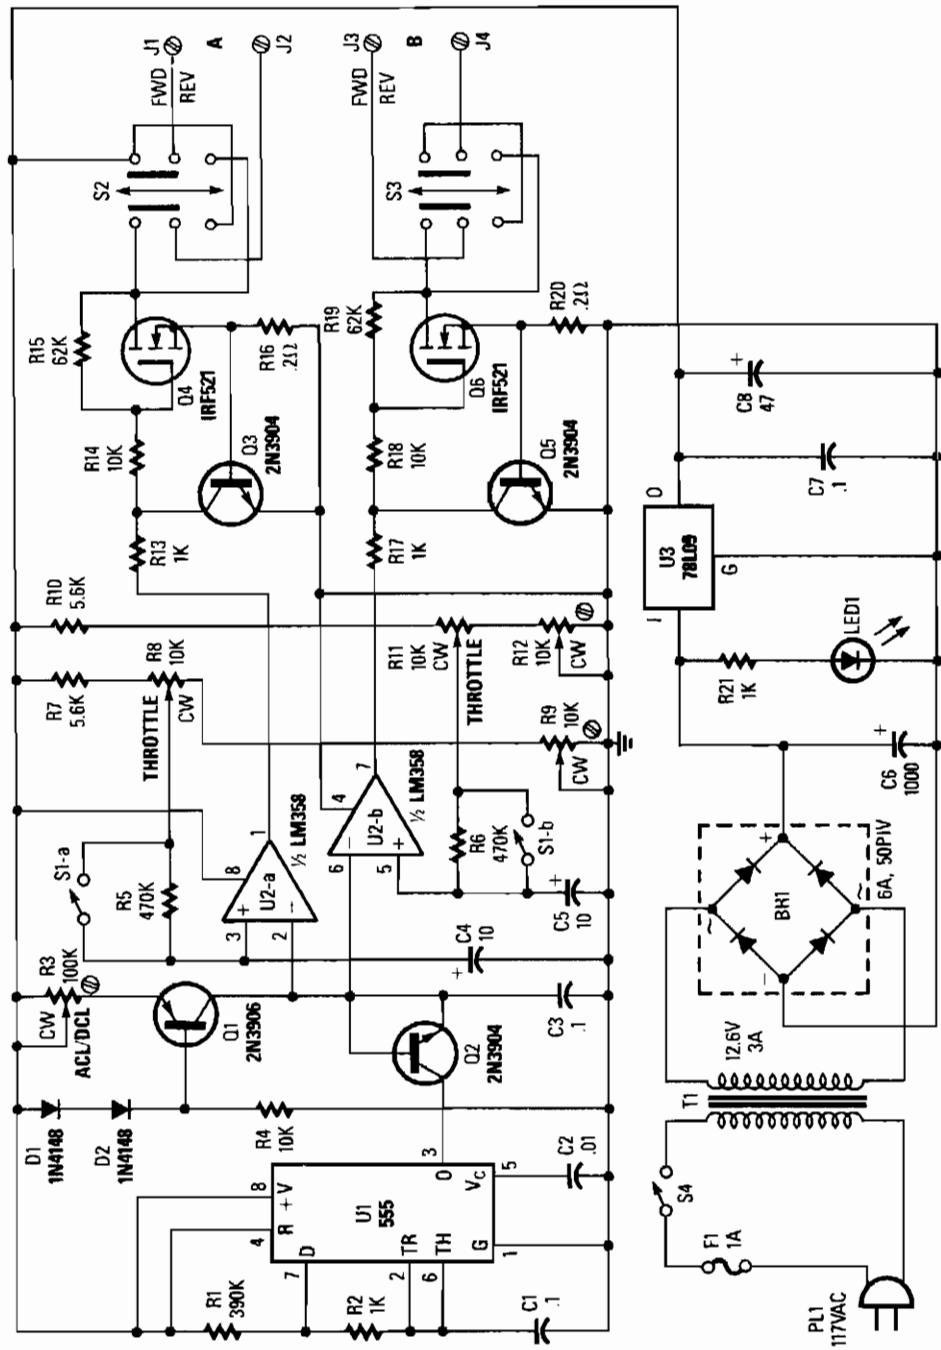 J1
FWD
REV
A
J2
J3
FWD
REV
B
J4
S2
S3
R15
62K
Q4
IRF521
R16
.2Ω
R19
62K
Q6
IRF521
R20
.2Ω
R14
10K
Q3
2N3904
R18
10K
Q5
2N3904
R13
1K
R17
1K
R10
5.6K
R7
5.6K
R8
10K
CW
THROTTLE
R11
10K
CW
THROTTLE
R12
10K
CW
R9
10K
CW
S1-a
R5
470K
8
3
+
2
−
U2-a
1
½ LM358
4
6
−
5
+
U2-b
7
½ LM358
R6
470K
S1-b
+
C5
10
+
C4
10
R3
100K
CW
ACL/DCL
Q1
2N3906
Q2
2N3904
C3
.1
D1
1N4148
D2
1N4148
R4
10K
8
+V
4
R
U1
555
3
O
7
D
2
TR
6
TH
VC
5
G
1
C2
.01
R1
390K
R2
1K
C1
.1
+
C8
47
C7
.1
I
O
U3
78L09
G
R21
1K
LED1
+
C6
1000
BR1
+
−
~
~
6A, 50PIV
12.6V
3A
T1
S4
F1
1A
PL1
117VAC